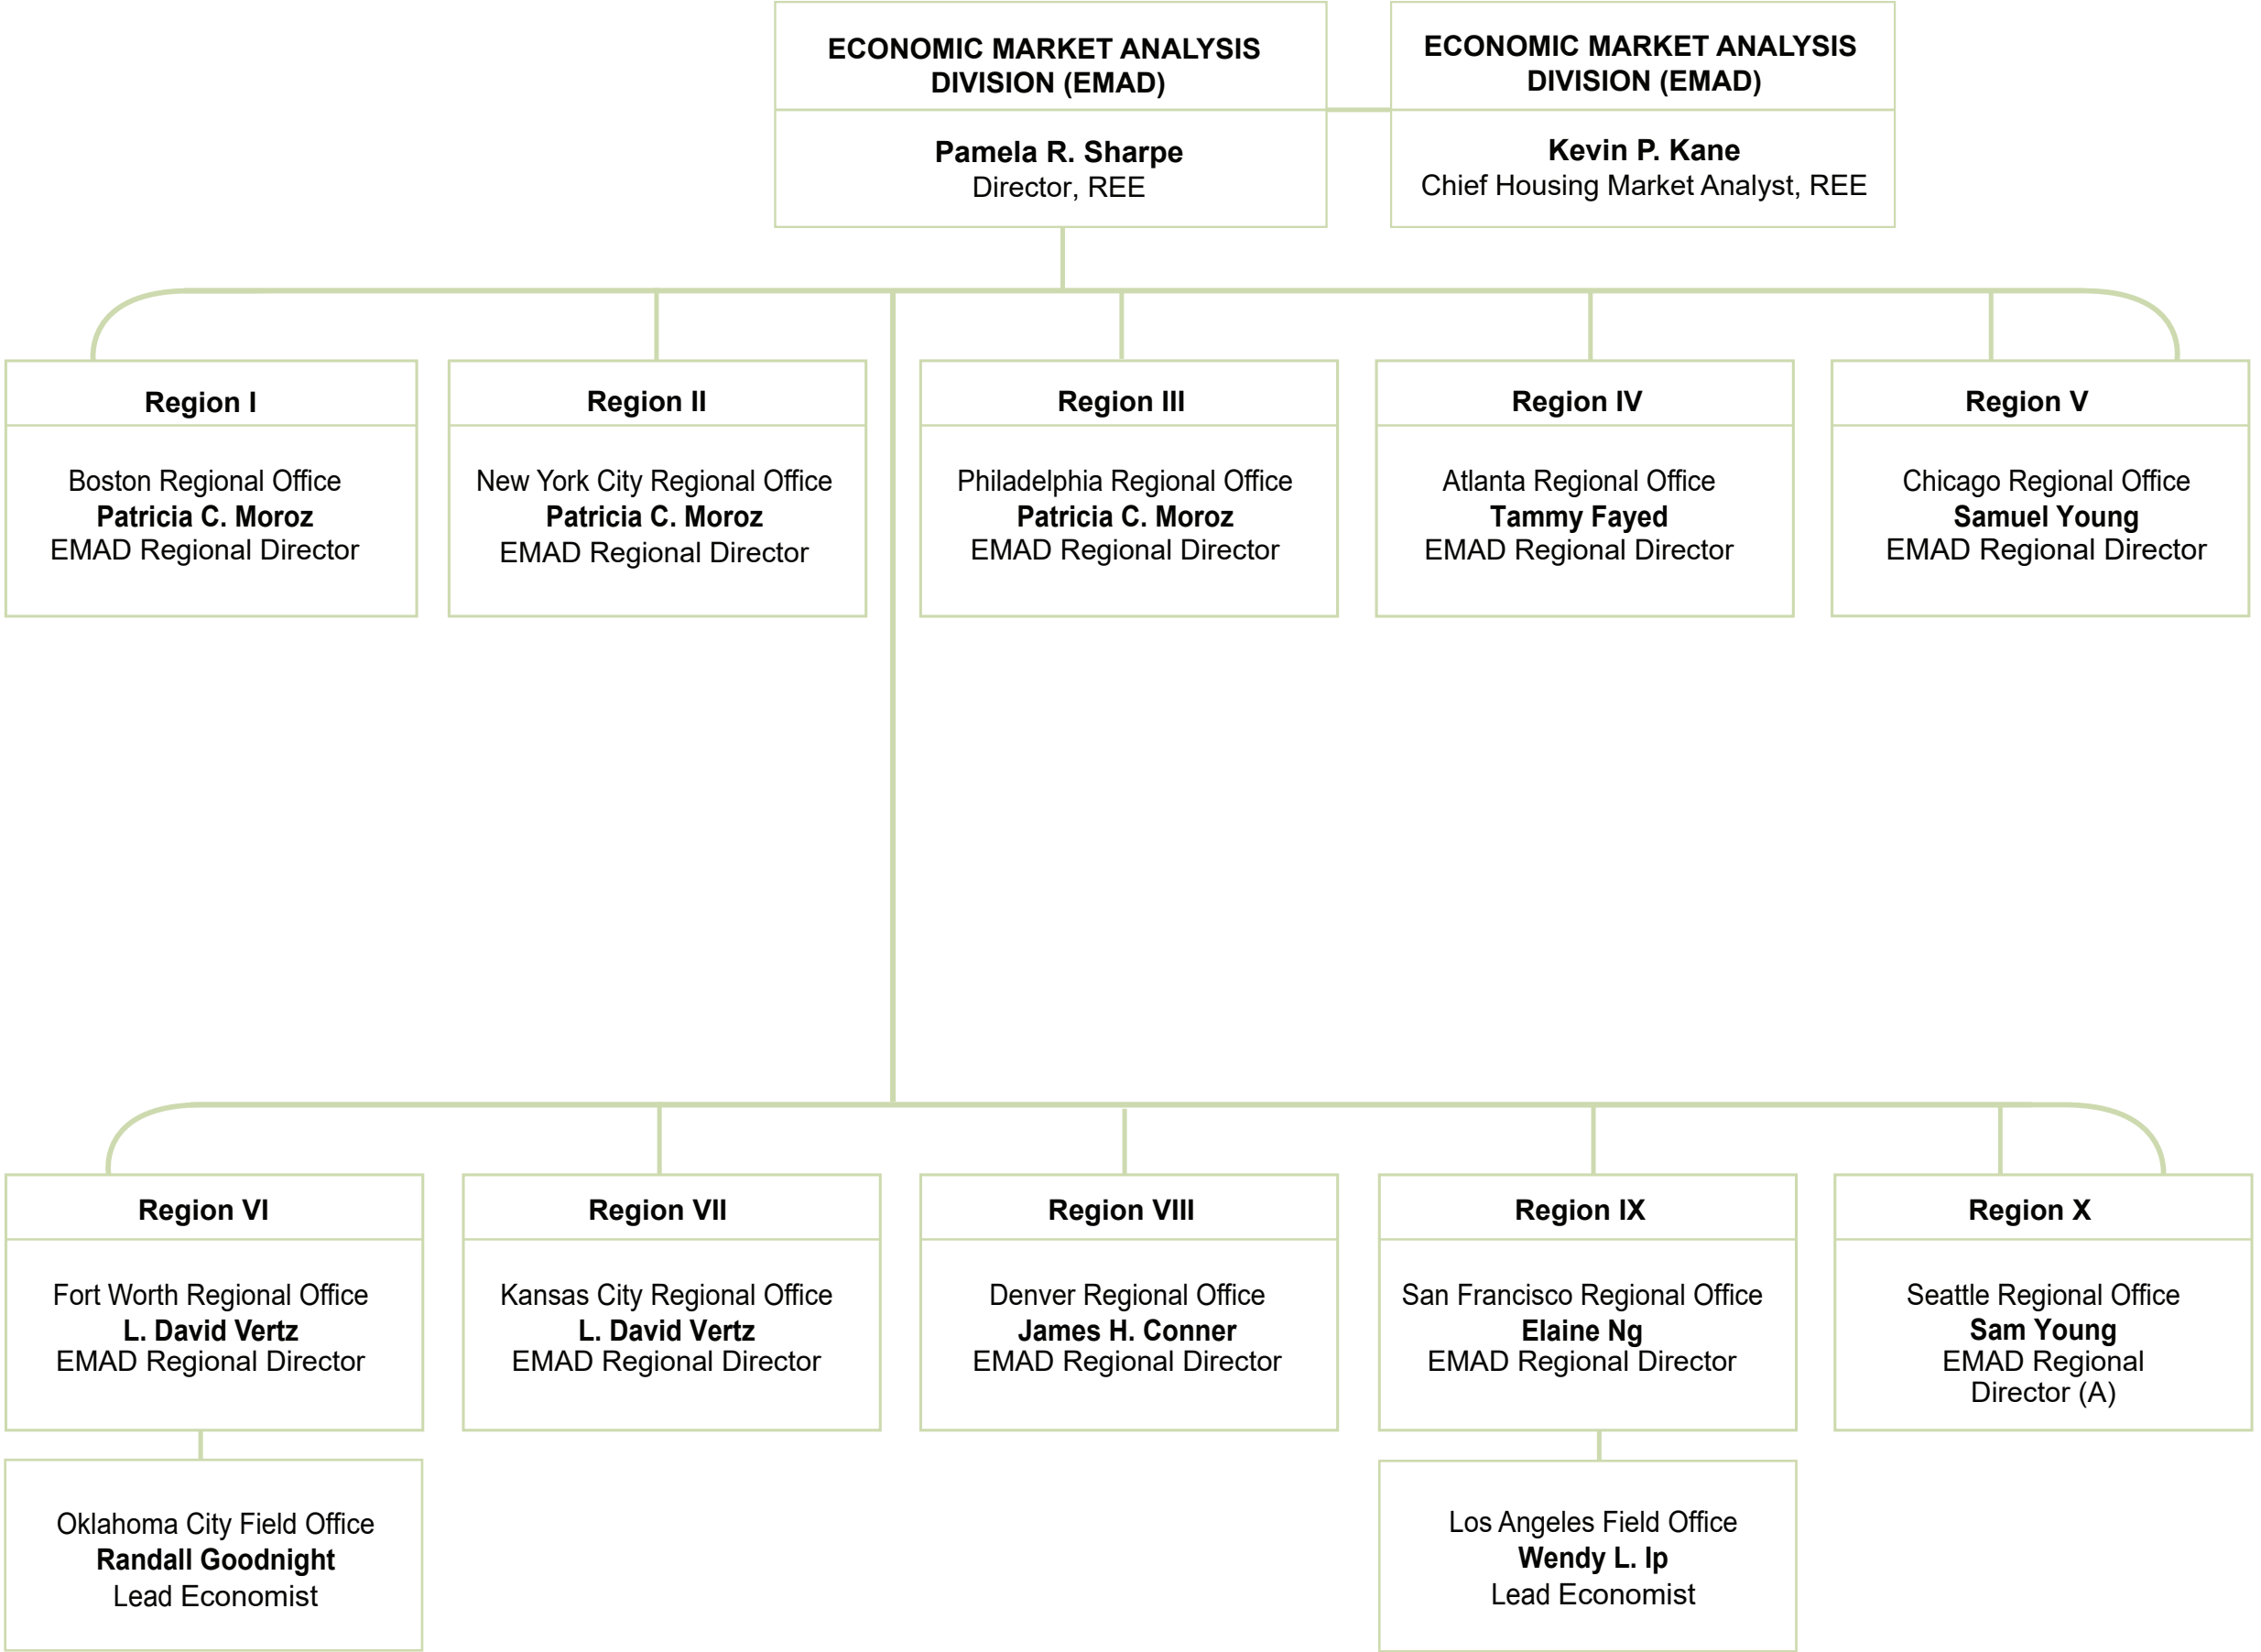 ECONOMIC MARKET ANALYSIS
DIVISION (EMAD)
Pamela R. Sharpe
Director, REE
ECONOMIC MARKET ANALYSIS
DIVISION (EMAD)
Kevin P. Kane
Chief Housing Market Analyst, REE
Region I
Boston Regional Office
Patricia C. Moroz
EMAD Regional Director
Region II
New York City Regional Office
Patricia C. Moroz
EMAD Regional Director
Region III
Philadelphia Regional Office
Patricia C. Moroz
EMAD Regional Director
Region IV
Atlanta Regional Office
Tammy Fayed
EMAD Regional Director
Region V
Chicago Regional Office
Samuel Young
EMAD Regional Director
Region VI
Fort Worth Regional Office
L. David Vertz
EMAD Regional Director
Oklahoma City Field Office
Randall Goodnight
Lead Economist
Region VII
Kansas City Regional Office
L. David Vertz
EMAD Regional Director
Region VIII
Denver Regional Office
James H. Conner
EMAD Regional Director
Region IX
San Francisco Regional Office
Elaine Ng
EMAD Regional Director
Los Angeles Field Office
Wendy L. Ip
Lead Economist
Region X
Seattle Regional Office
Sam Young
EMAD Regional
Director (A)